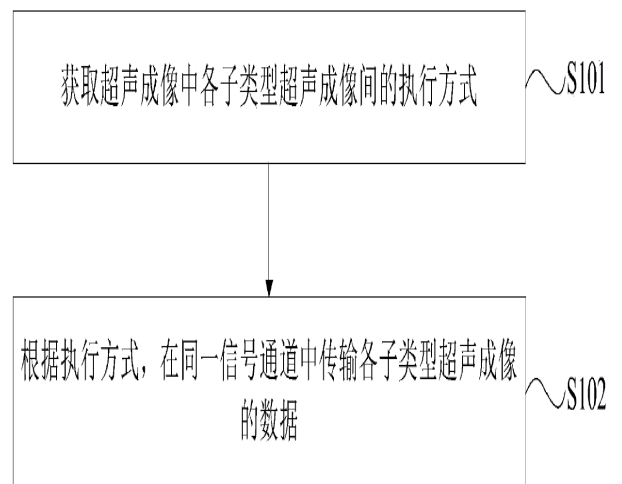 获取超声成像中各子类型超声成像间的执行方式
S101
根据执行方式，在同一信号通道中传输各子类型超声成像
的数据
S102